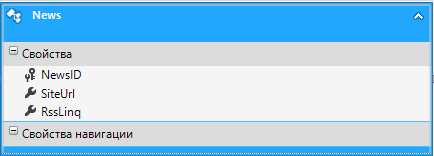 News
Свойства
NewsID
SiteUrl
RssLinq
Свойства навигации